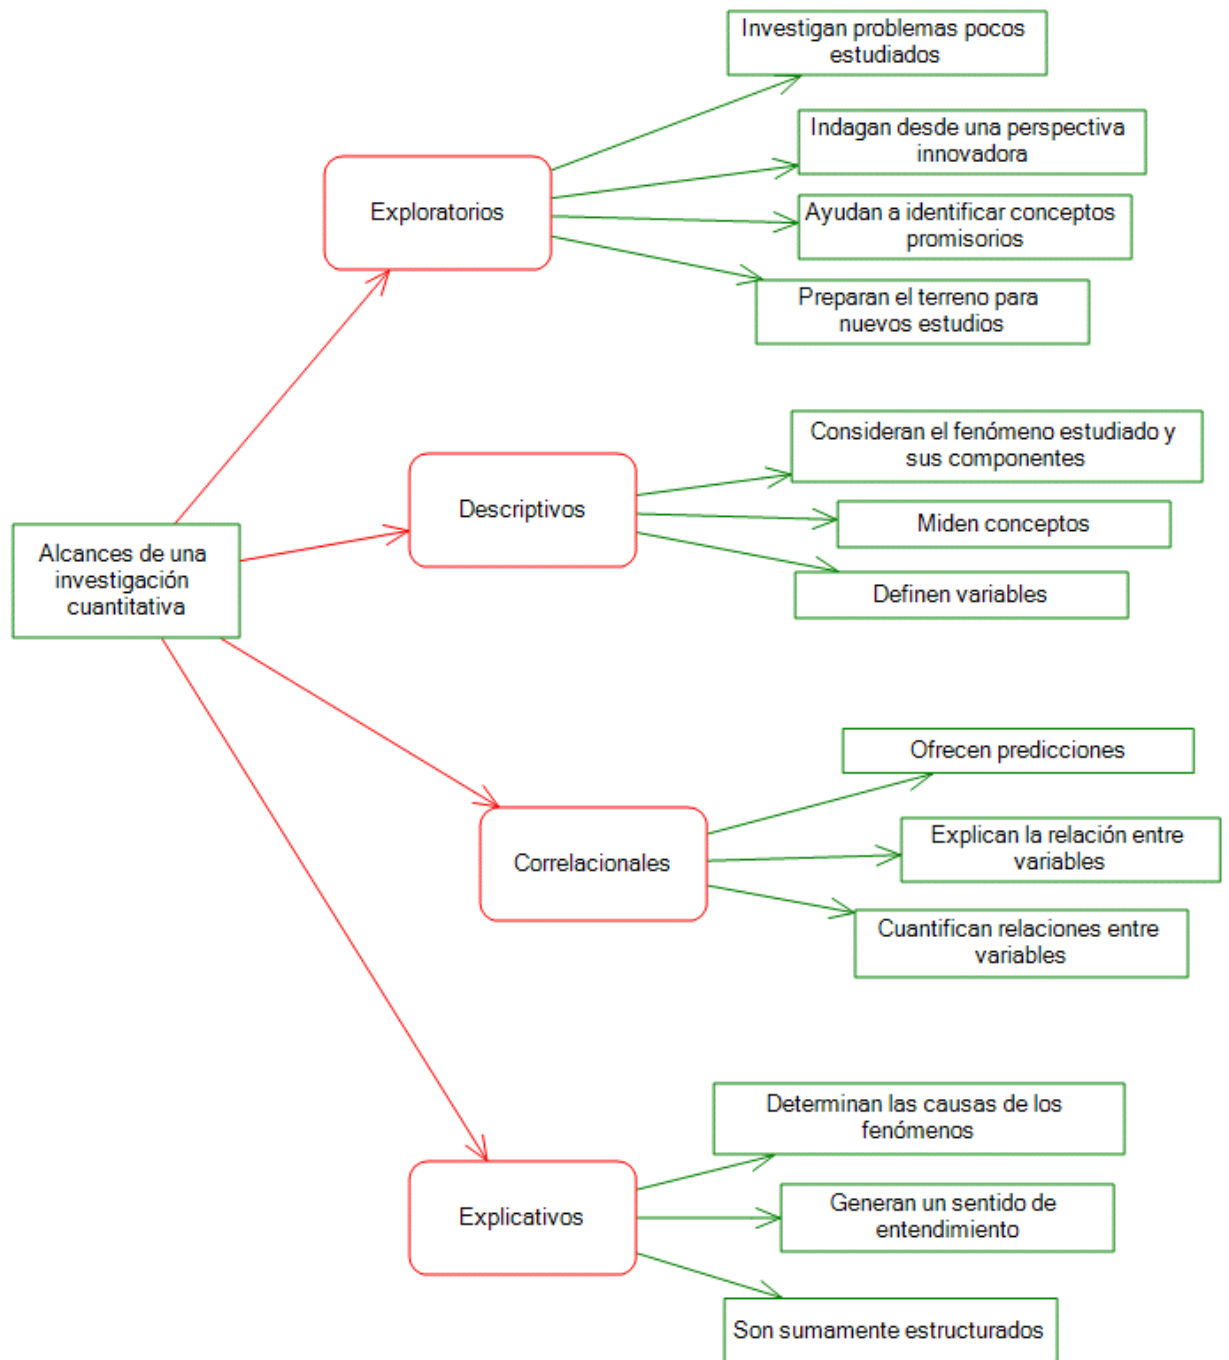 Investigan problemas pocos
estudiados
Indagan desde una perspectiva
innovadora
Exploratorios
Ayudan a identificar conceptos
promisorios
Preparan el terreno para
nuevos estudios
Consideran el fenómeno estudiado y
sus componentes
Descriptivos
Miden conceptos
Alcances de una
investigación
cuantitativa
Definen variables
Ofrecen predicciones
Explican la relación entre
variables
Correlacionales
Cuantifican relaciones entre
variables
Determinan las causas de los
fenómenos
Generan un sentido de
entendimiento
Explicativos
Son sumamente estructurados